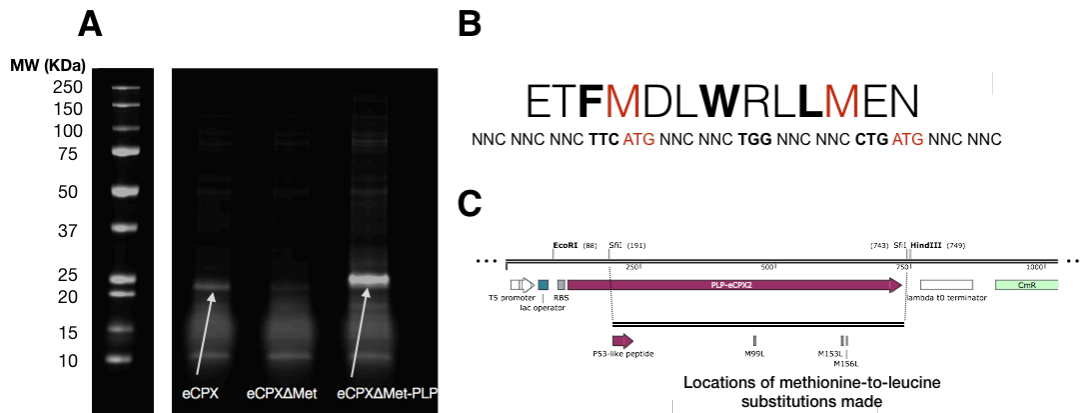 A
MW (KDa)
250
150
100
75
50
37
25
20
15
10
eCPX
eCPXΔMet
eCPXΔMet-PLP
B
ETFMDLWRLLMEN
NNC NNC NNC TTC ATG NNC NNC TGG NNC NNC CTG ATG NNC NNC
C
EcoRI (88) SfiI (191) (743) SfiI HindIII (749)
250 500 750 1000
PLP-eCPX2
CmR
T5 promoter RBS lambda t0 terminator
lac operator
P53-like peptide M99L M153L
M156L
Locations of methionine-to-leucine
substitutions made